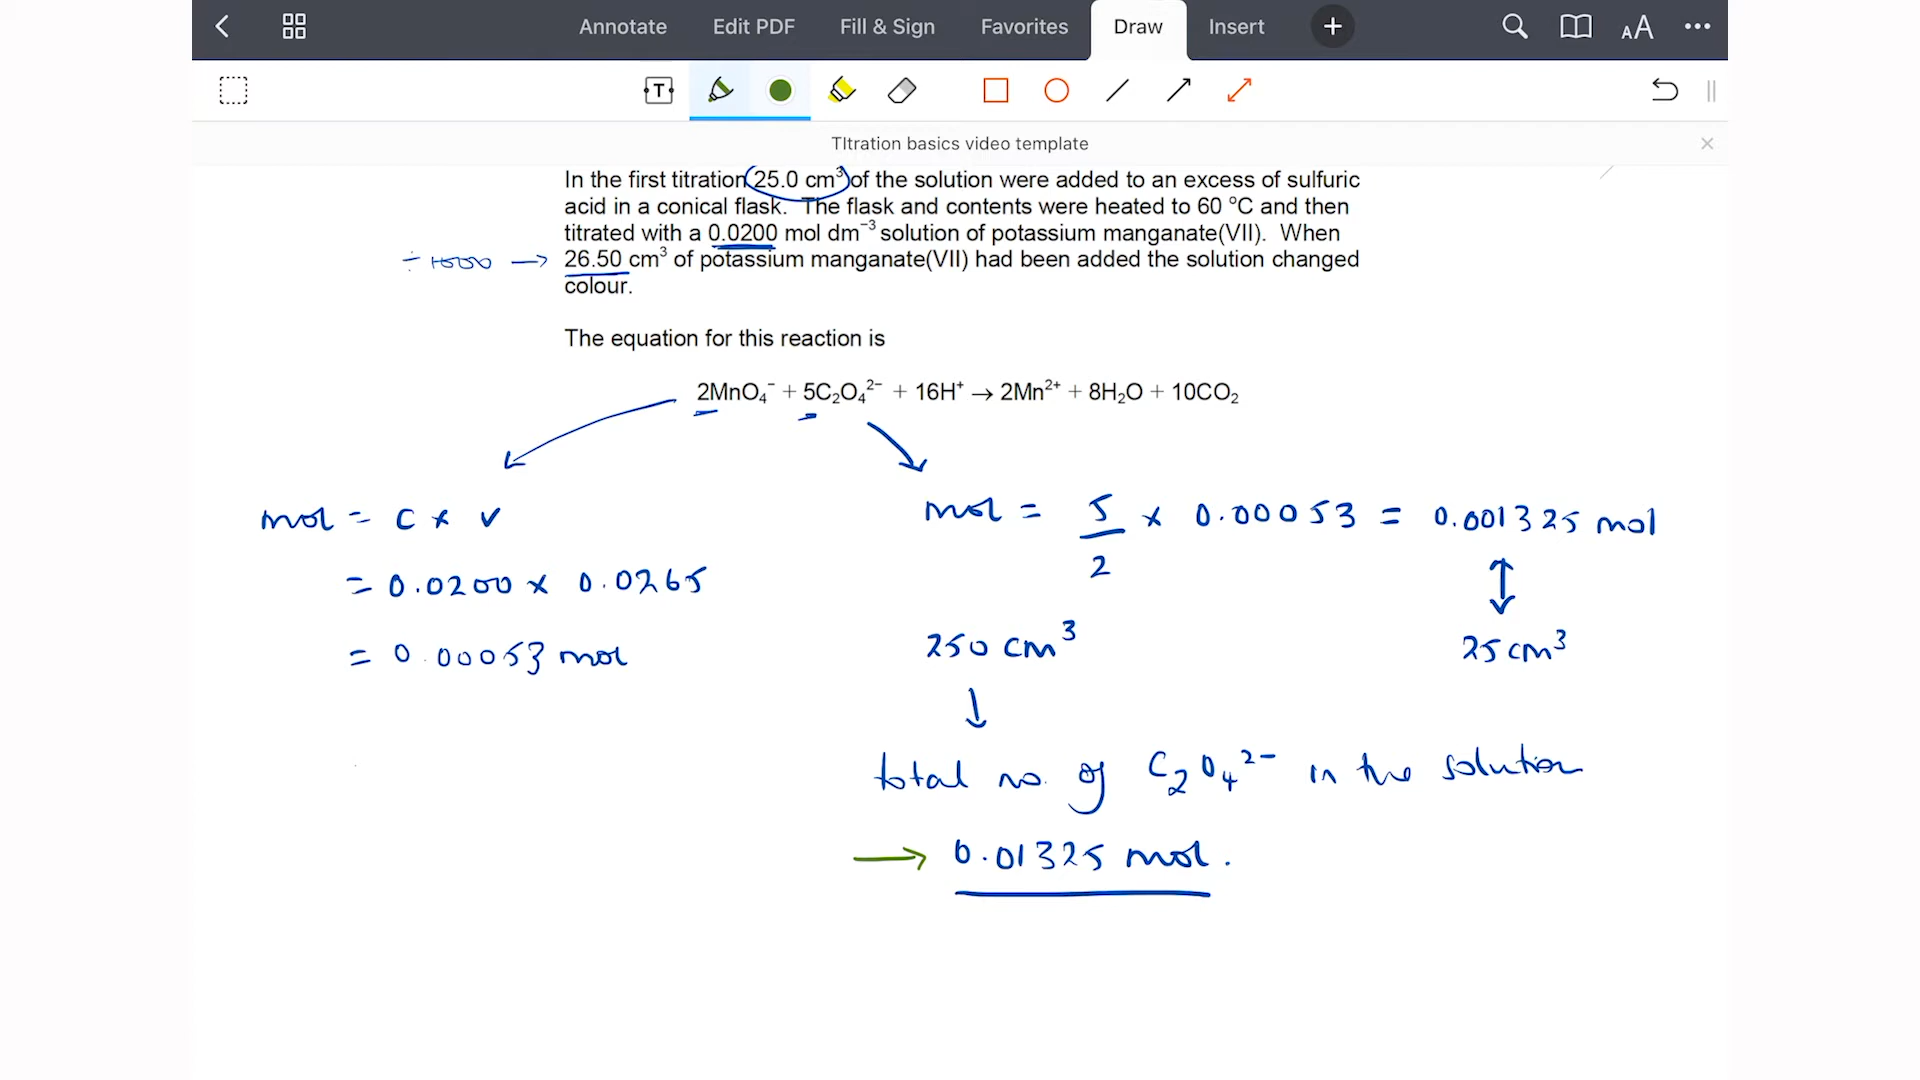 Annotate Edit PDF Fill & Sign Favorites Draw Insert
T AA
TItration basics video template
In the first titration 25.0 cm³ of the solution were added to an excess of sulfuric
acid in a conical flask. The flask and contents were heated to 60 °C and then
titrated with a 0.0200 mol dm⁻³ solution of potassium manganate(VII). When
÷ 1000 → 26.50 cm³ of potassium manganate(VII) had been added the solution changed
colour.
The equation for this reaction is
2MnO₄⁻ + 5C₂O₄²⁻ + 16H⁺ → 2Mn²⁺ + 8H₂O + 10CO₂
mol = c × v
= 0.0200 × 0.0265
= 0.00053 mol
mol = 5/2 × 0.00053 = 0.001325 mol
↕
250 cm³ 25 cm³
↓
total no. of C₂O₄²⁻ in the solution
→ 0.01325 mol.